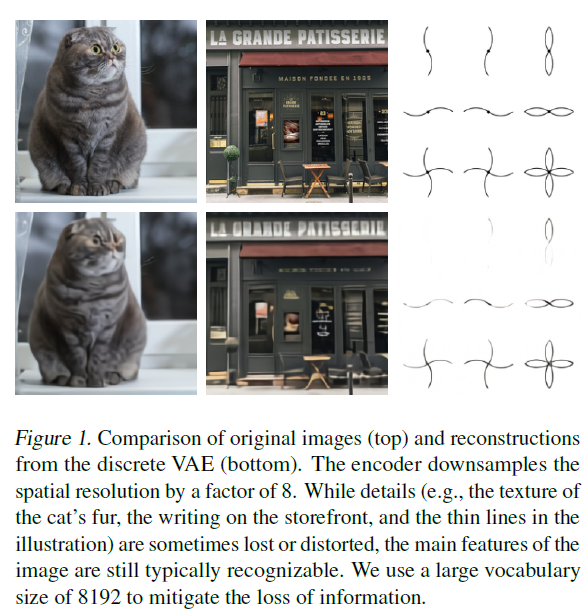 LA GRANDE PATISSERIE
MAISON FONDEE EN
LA GRANDE
Figure 1. Comparison of original images (top) and reconstructions
from the discrete VAE (bottom). The encoder downsamples the
spatial resolution by a factor of 8. While details (e.g., the texture of
the cat's fur, the writing on the storefront, and the thin lines in the
illustration) are sometimes lost or distorted, the main features of the
image are still typically recognizable. We use a large vocabulary
size of 8192 to mitigate the loss of information.